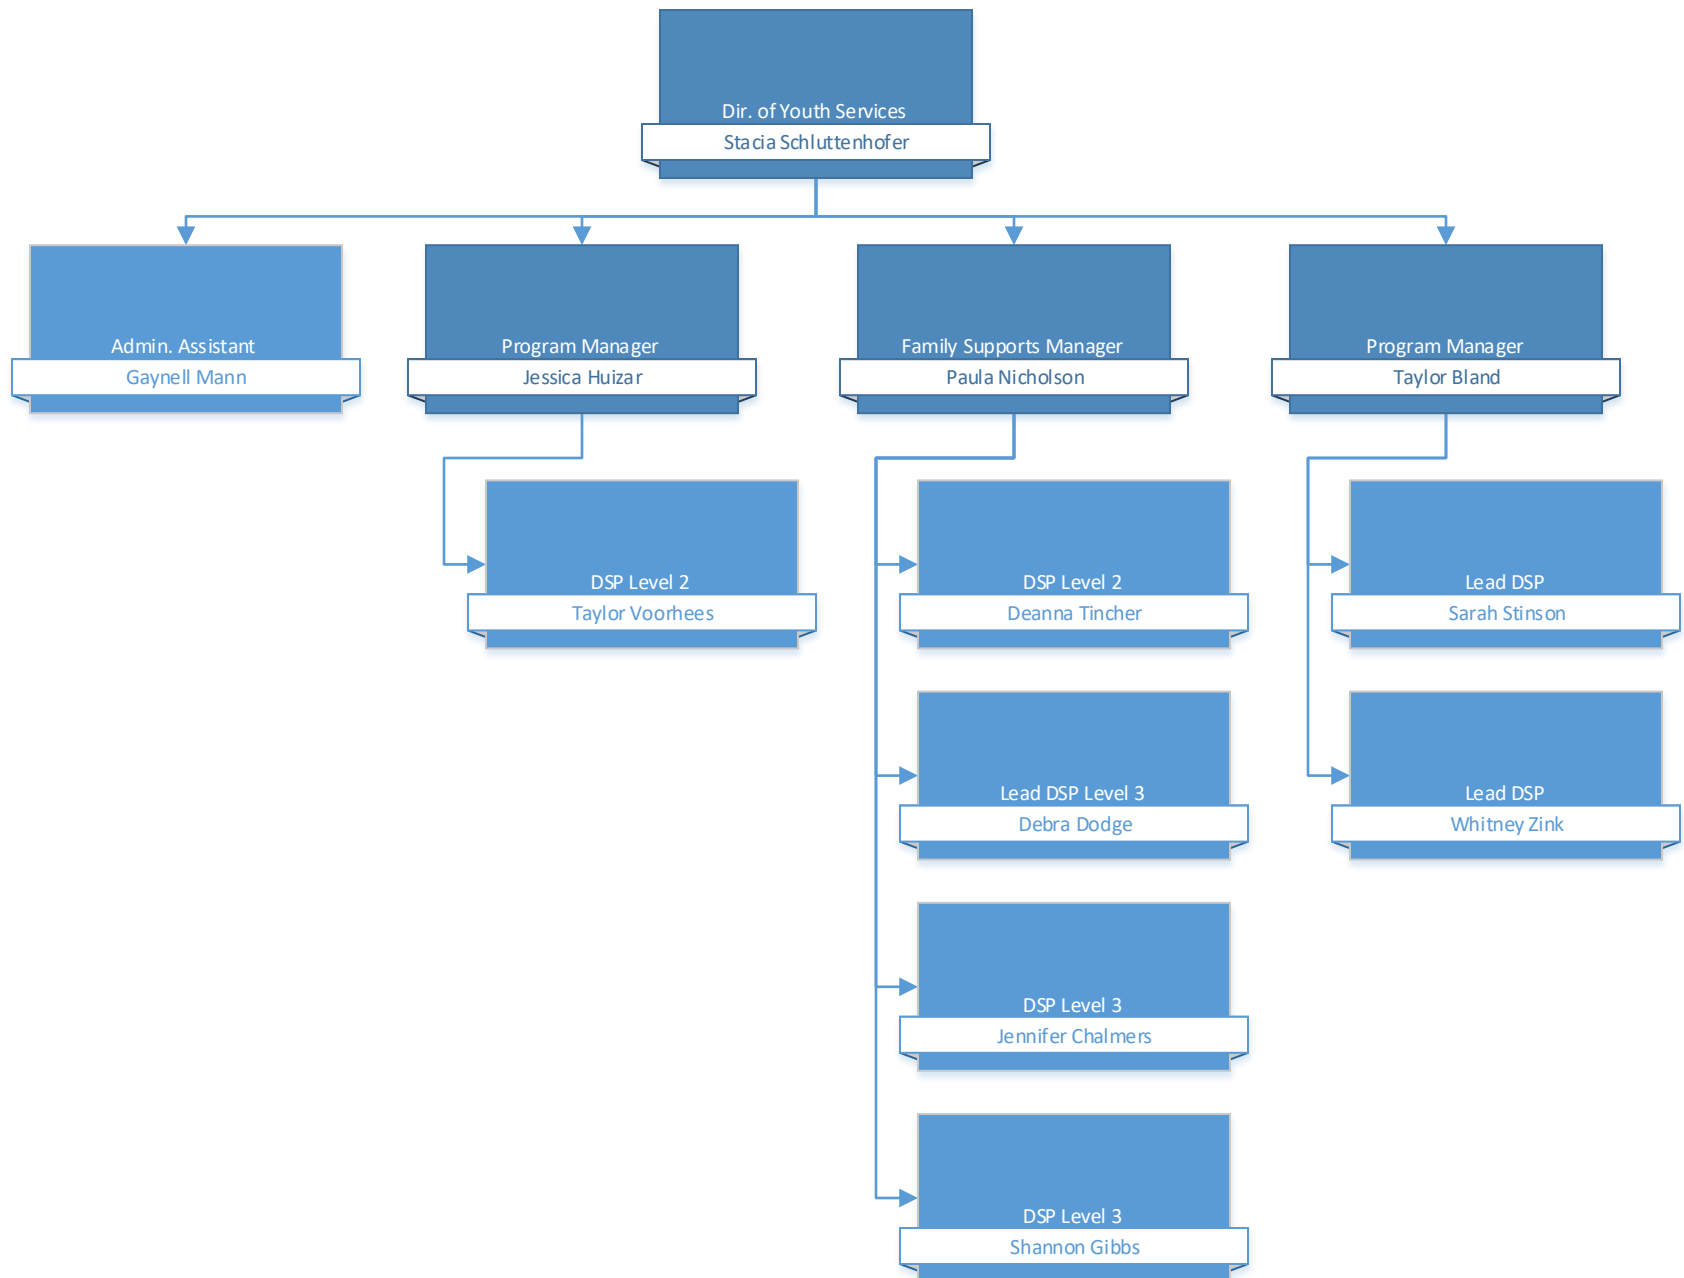 Dir. of Youth Services
Stacia Schluttenhofer
Admin. Assistant
Gaynell Mann
Program Manager
Jessica Huizar
Family Supports Manager
Paula Nicholson
Program Manager
Taylor Bland
DSP Level 2
Taylor Voorhees
DSP Level 2
Deanna Tincher
Lead DSP
Sarah Stinson
Lead DSP Level 3
Debra Dodge
Lead DSP
Whitney Zink
DSP Level 3
Jennifer Chalmers
DSP Level 3
Shannon Gibbs